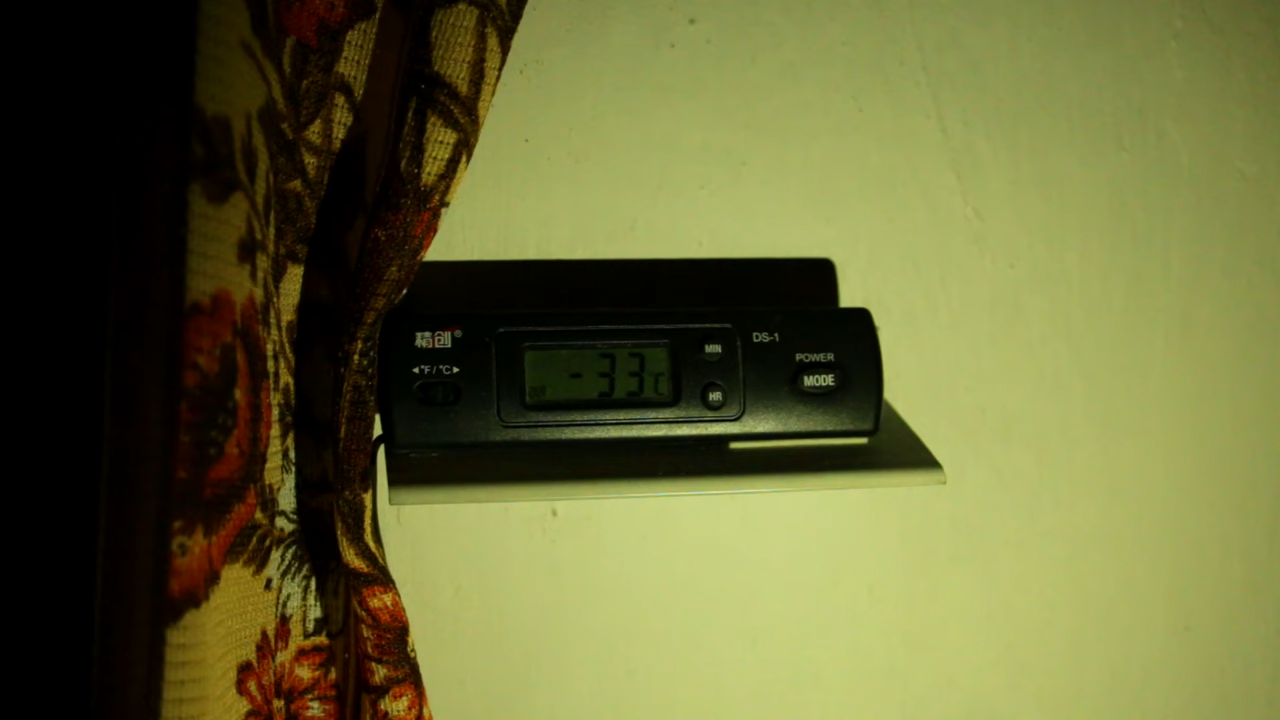 精创®
◄°F / °C►
-33°C
MIN
HR
DS-1
POWER
MODE